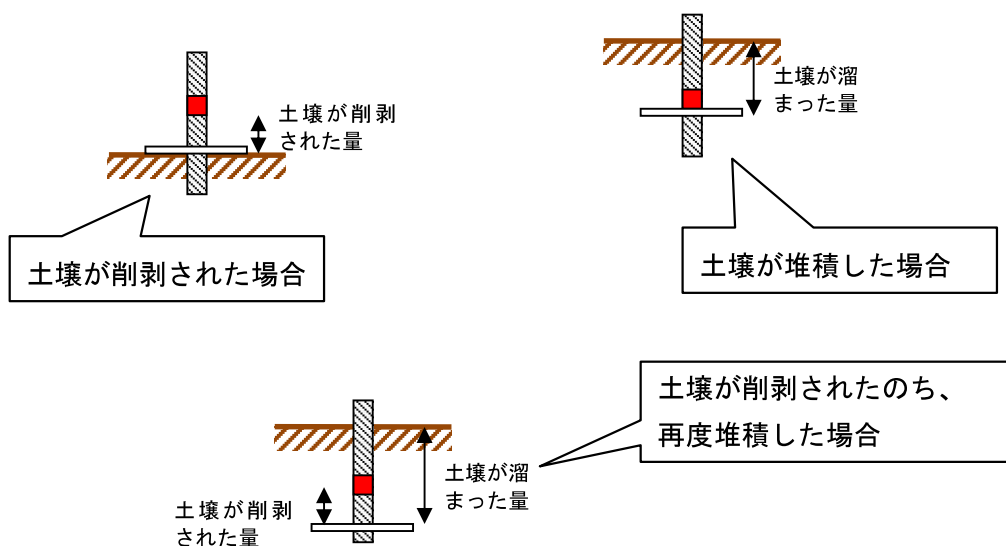 土壌が削剥
された量
土壌が削剥された場合
土壌が溜
まった量
土壌が堆積した場合
土壌が削剥されたのち、
再度堆積した場合
土壌が溜
まった量
土壌が削剥
された量